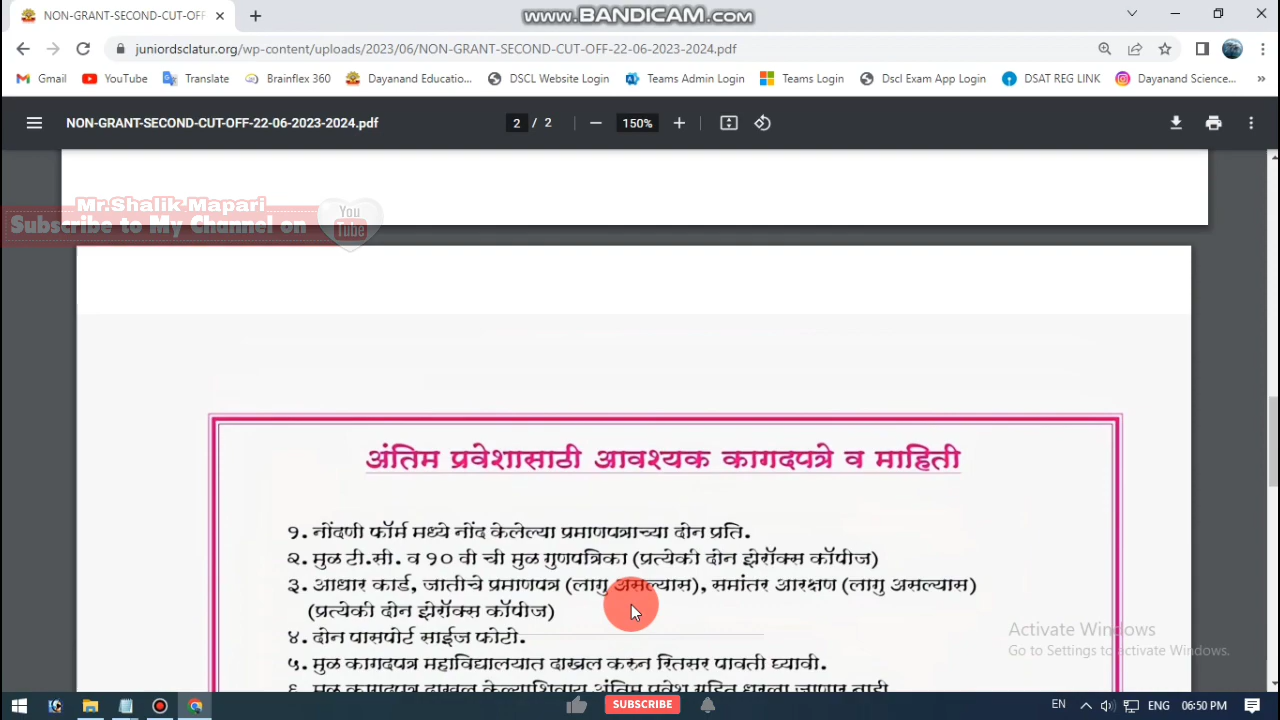 www.BANDICAM.com
NON-GRANT-SECOND-CUT-OFF
juniordsclatur.org/wp-content/uploads/2023/06/NON-GRANT-SECOND-CUT-OFF-22-06-2023-2024.pdf
Gmail YouTube Translate Brainflex 360 Dayanand Educatio... DSCL Website Login Teams Admin Login Teams Login Dscl Exam App Login DSAT REG LINK Dayanand Science... »
NON-GRANT-SECOND-CUT-OFF-22-06-2023-2024.pdf 2 / 2 150%
Mr.Shalik Mapari
Subscribe to My Channel on You Tube
अंतिम प्रवेशासाठी आवश्यक कागदपत्रे व माहिती
१. नोंदणी फॉर्म मध्ये नोंद केलेल्या प्रमाणपत्राच्या दोन प्रति.
२. मुळ टी.सी. व १० वी ची मुळ गुणपत्रिका (प्रत्येकी दोन झेरॉक्स कॉपीज)
३. आधार कार्ड, जातीचे प्रमाणपत्र (लागु असल्यास), समांतर आरक्षण (लागु असल्यास)
(प्रत्येकी दोन झेरॉक्स कॉपीज)
४. दोन पासपोर्ट साईज फोटो.
५. मुळ कागदपत्र महाविद्यालयात दाखल करुन रितसर पावती घ्यावी.
६. मुळ कागदपत्र दाखल केल्याशिवाय अंतिम प्रवेश गृहित धरला जाणार नाही
Activate Windows
Go to Settings to activate Windows.
SUBSCRIBE
EN ENG 06:50 PM